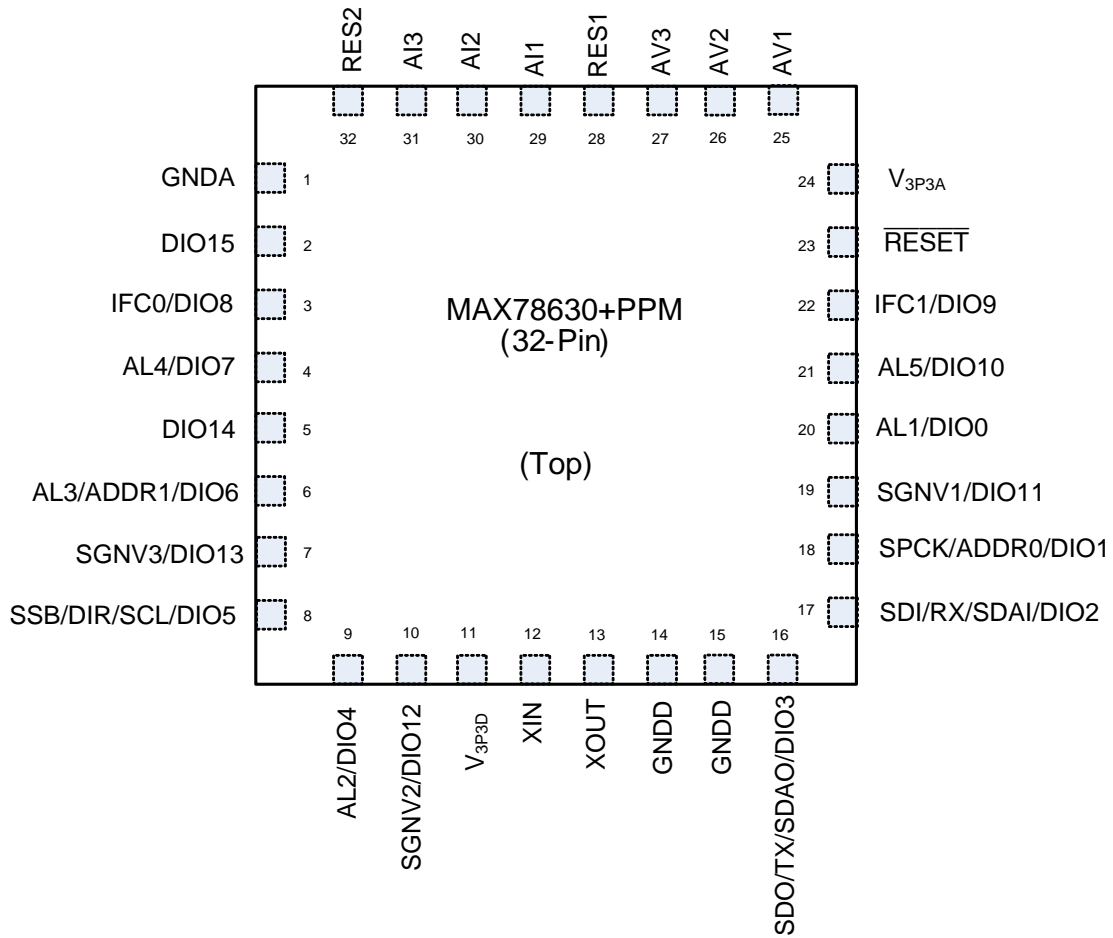 RES2
AI3
AI2
AI1
RES1
AV3
AV2
AV1
32
31
30
29
28
27
26
25
GNDA
1
DIO15
2
IFC0/DIO8
3
AL4/DIO7
4
DIO14
5
AL3/ADDR1/DIO6
6
SGNV3/DIO13
7
SSB/DIR/SCL/DIO5
8
MAX78630+PPM
(32-Pin)
(Top)
24
V3P3A
23
RESET
22
IFC1/DIO9
21
AL5/DIO10
20
AL1/DIO0
19
SGNV1/DIO11
18
SPCK/ADDR0/DIO1
17
SDI/RX/SDAI/DIO2
9
10
11
12
13
14
15
16
AL2/DIO4
SGNV2/DIO12
V3P3D
XIN
XOUT
GNDD
GNDD
SDO/TX/SDAO/DIO3